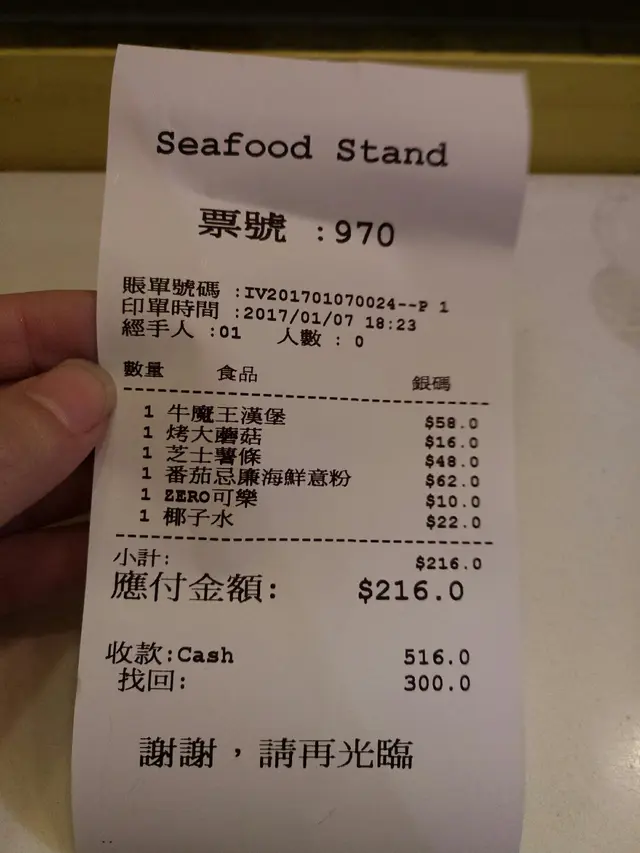 Seafood Stand
票號 :970
賬單號碼 :IV201701070024--P 1
印單時間 :2017/01/07 18:23
經手人 :01 人數 : 0
數量 食品 銀碼
1 牛魔王漢堡 $58.0
1 烤大蘑菇 $16.0
1 芝士薯條 $48.0
1 番茄忌廉海鮮意粉 $62.0
1 ZERO可樂 $10.0
1 椰子水 $22.0
小計: $216.0
應付金額: $216.0
收款:Cash 516.0
找回: 300.0
謝謝，請再光臨